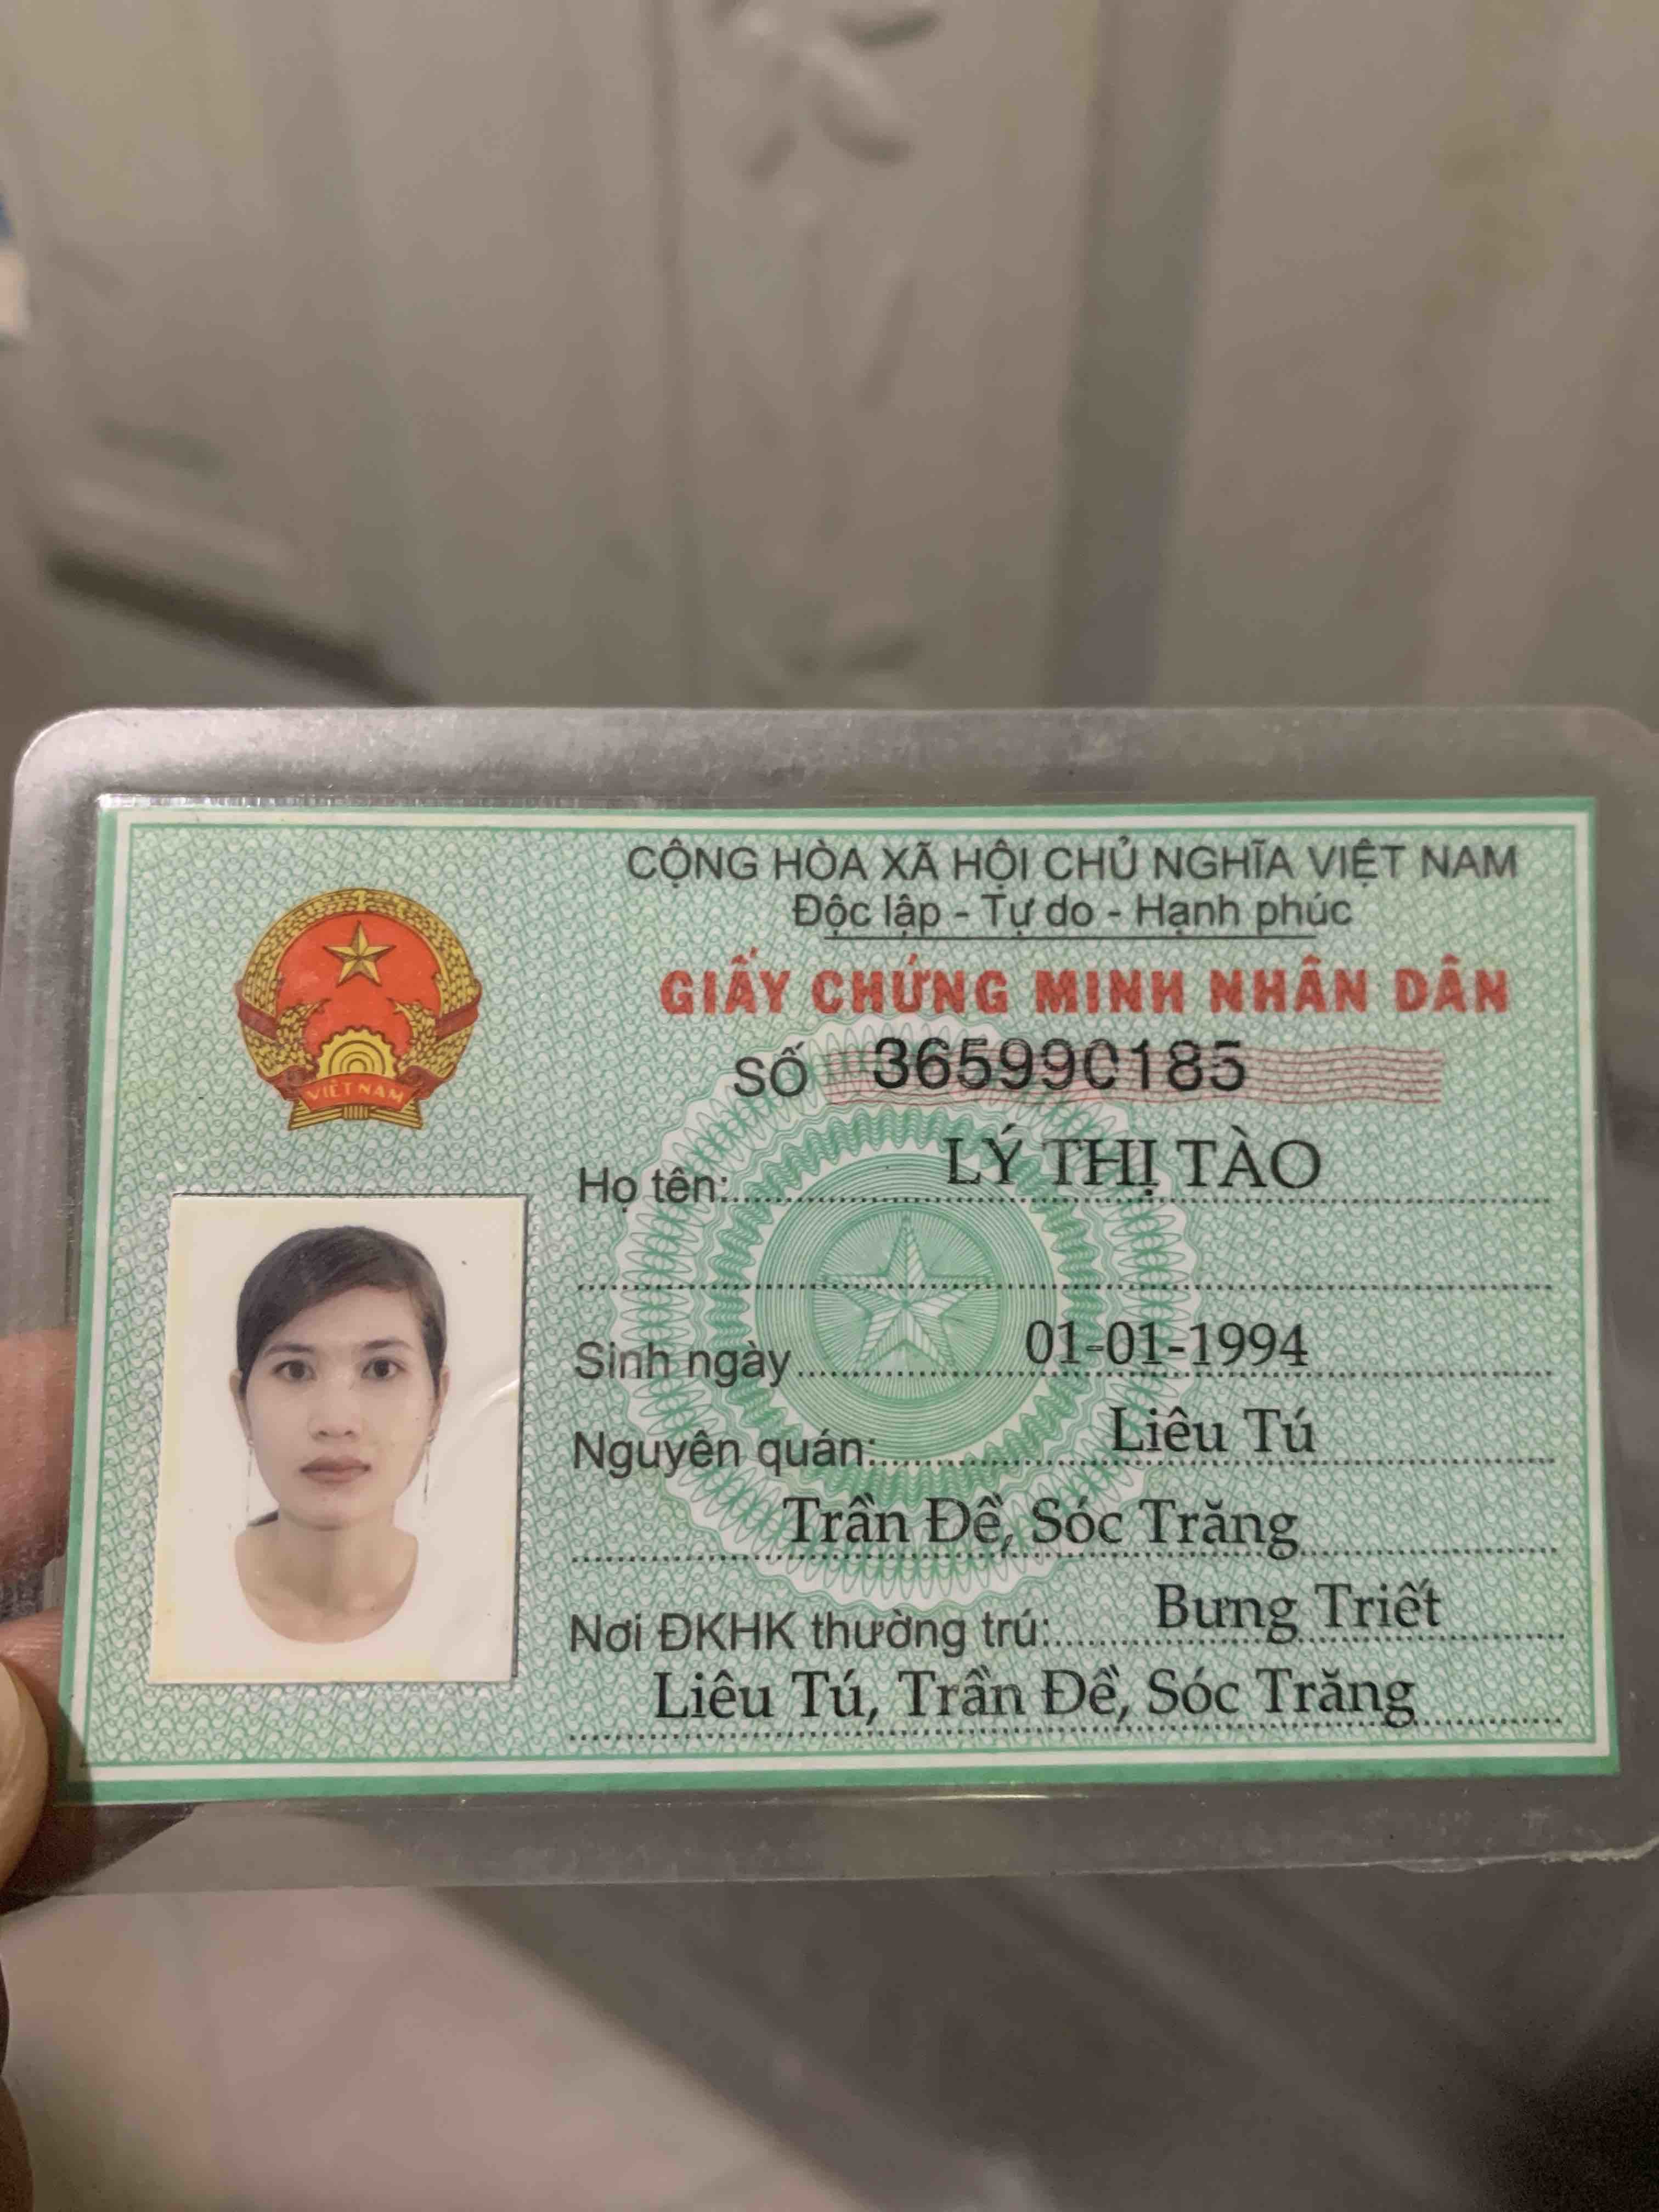 CỘNG HÒA XÃ HỘI CHỦ NGHĨA VIỆT NAM
Độc lập - Tự do - Hạnh phúc
GIẤY CHỨNG MINH NHÂN DÂN
SỐ 365990185
VIỆT NAM
Họ tên: LÝ THỊ TÀO
Sinh ngày 01-01-1994
Nguyên quán: Liêu Tú
Trần Đề, Sóc Trăng
Nơi ĐKHK thường trú: Bưng Triết
Liêu Tú, Trần Đề, Sóc Trăng